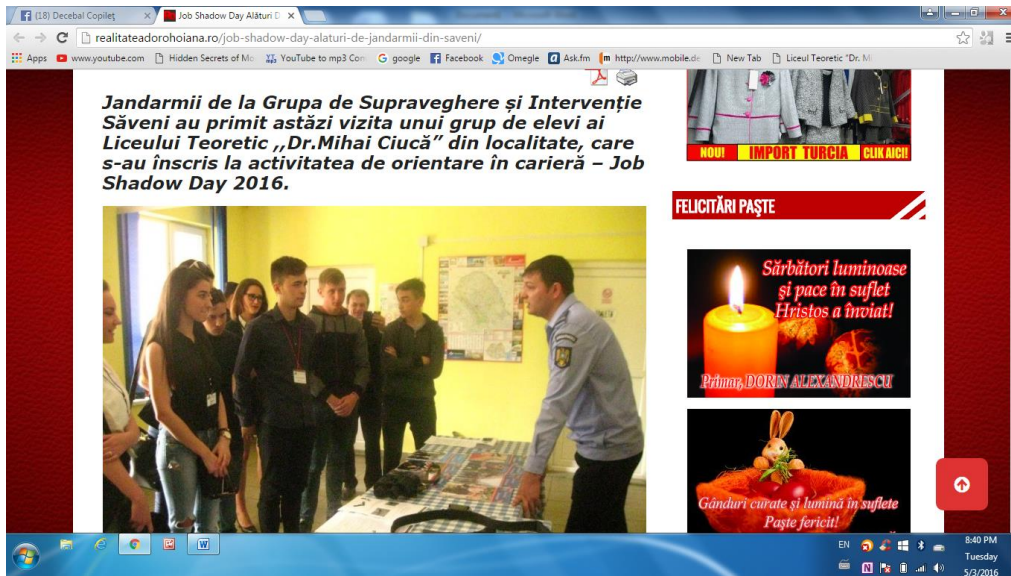 (18) Decebal Copileț
Job Shadow Day Alături D
realitateadorohoiana.ro/job-shadow-day-alaturi-de-jandarmii-din-saveni/
Apps www.youtube.com Hidden Secrets of Mo YouTube to mp3 Con google Facebook Omegle Ask.fm http://www.mobile.de New Tab Liceul Teoretic "Dr. Mi
Jandarmii de la Grupa de Supraveghere și Intervenție
Săveni au primit astăzi vizita unui grup de elevi ai
Liceului Teoretic ,,Dr.Mihai Ciucă” din localitate, care
s-au înscris la activitatea de orientare în carieră – Job
Shadow Day 2016.
NOU! IMPORT TURCIA CLIK AICI!
FELICITĂRI PAȘTE
Sărbători luminoase
și pace în suflet
Hristos a înviat!
Primar, DORIN ALEXANDRESCU
Gânduri curate și lumină în suflete
Paște fericit!
EN
8:40 PM
Tuesday
5/3/2016